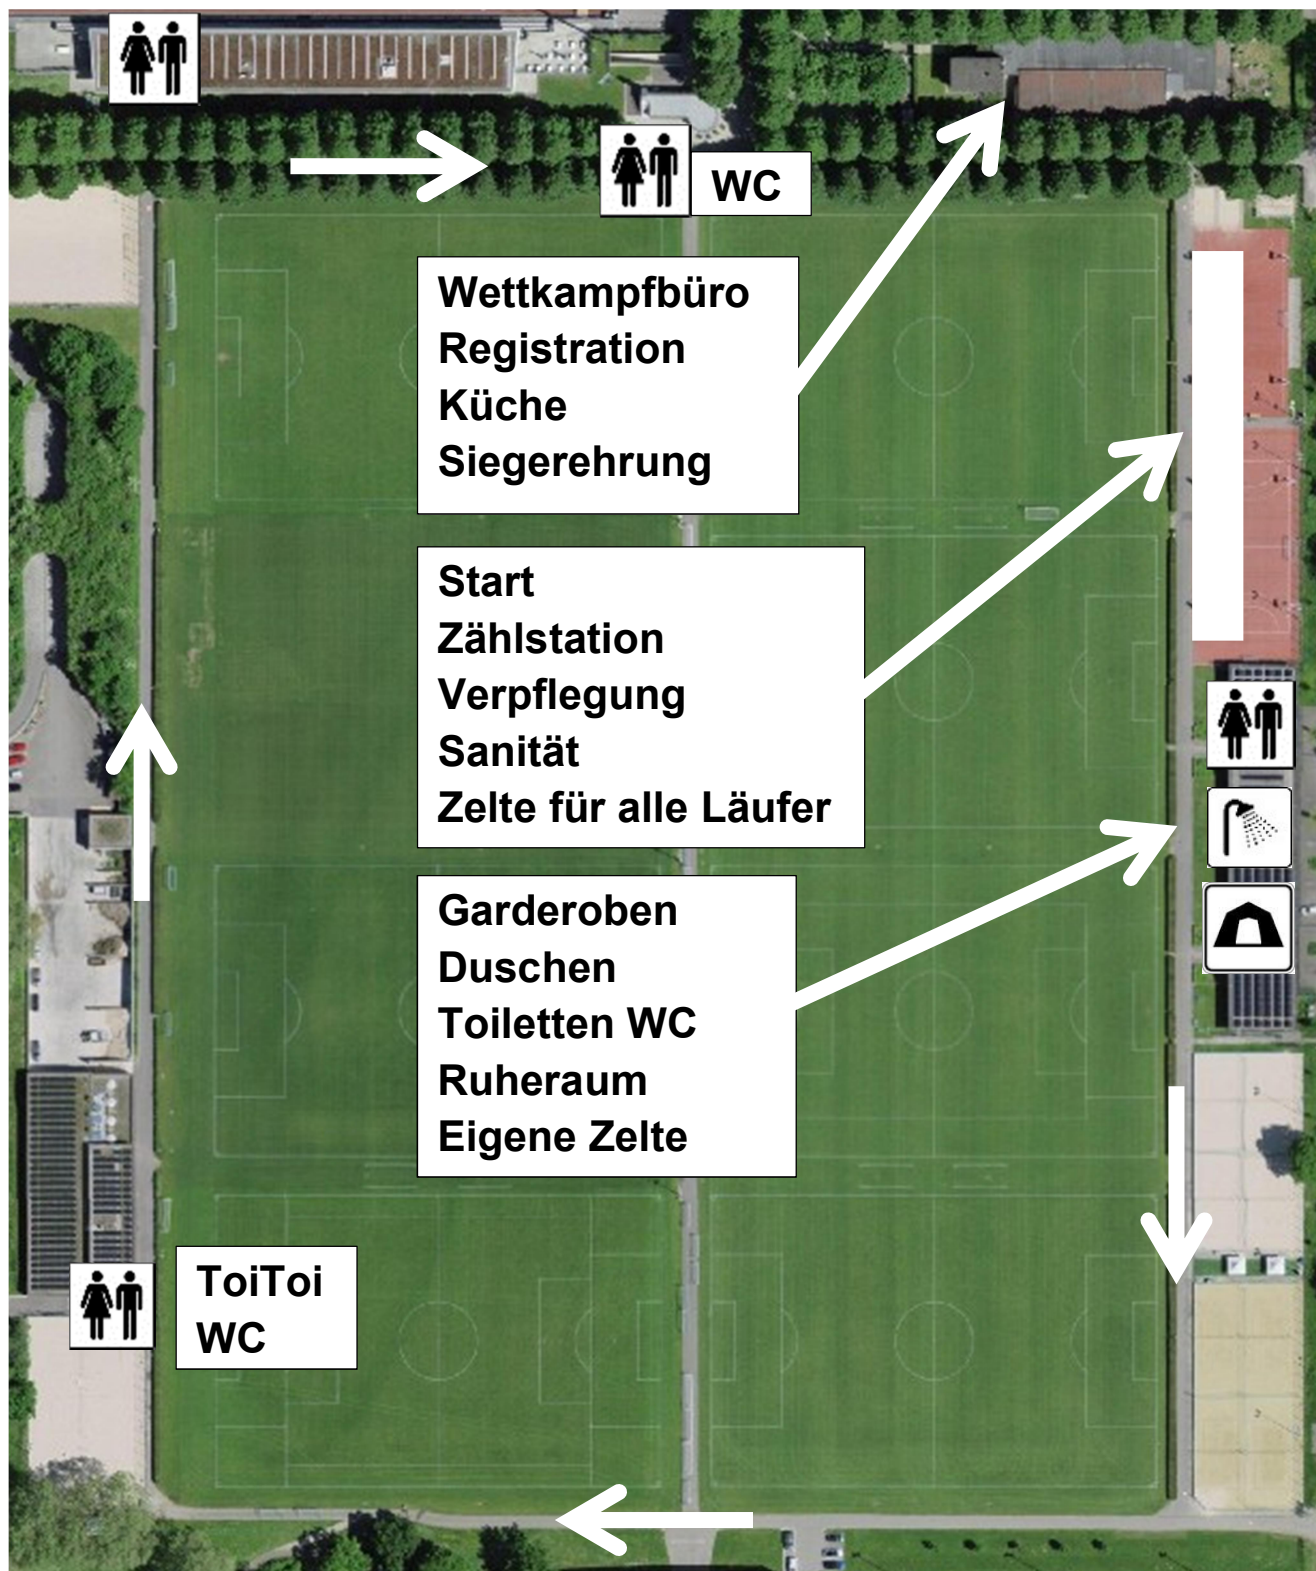 WC
Wettkampfbüro
Registration
Küche
Siegerehrung
Start
Zählstation
Verpflegung
Sanität
Zelte für alle Läufer
Garderoben
Duschen
Toiletten WC
Ruheraum
Eigene Zelte
ToiToi
WC